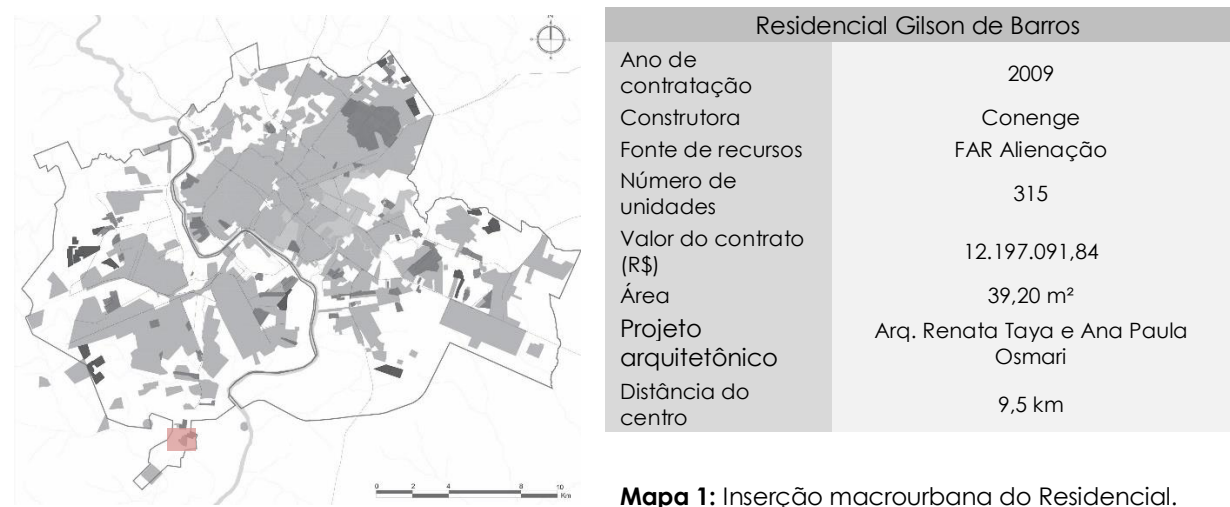 N
0 2 4 8 10
Km
Residencial Gilson de Barros
Ano de
contratação
2009
Construtora
Conenge
Fonte de recursos
FAR Alienação
Número de
unidades
315
Valor do contrato
(R$)
12.197.091,84
Área
39,20 m²
Projeto
arquitetônico
Arq. Renata Taya e Ana Paula
Osmari
Distância do
centro
9,5 km
Mapa 1: Inserção macrourbana do Residencial.